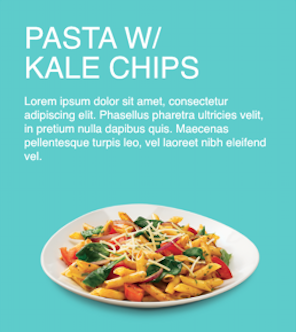 PASTA W/
KALE CHIPS
Lorem ipsum dolor sit amet, consectetur
adipiscing elit. Phasellus pharetra ultricies velit,
in pretium nulla dapibus quis. Maecenas
pellentesque turpis leo, vel laoreet nibh eleifend
vel.